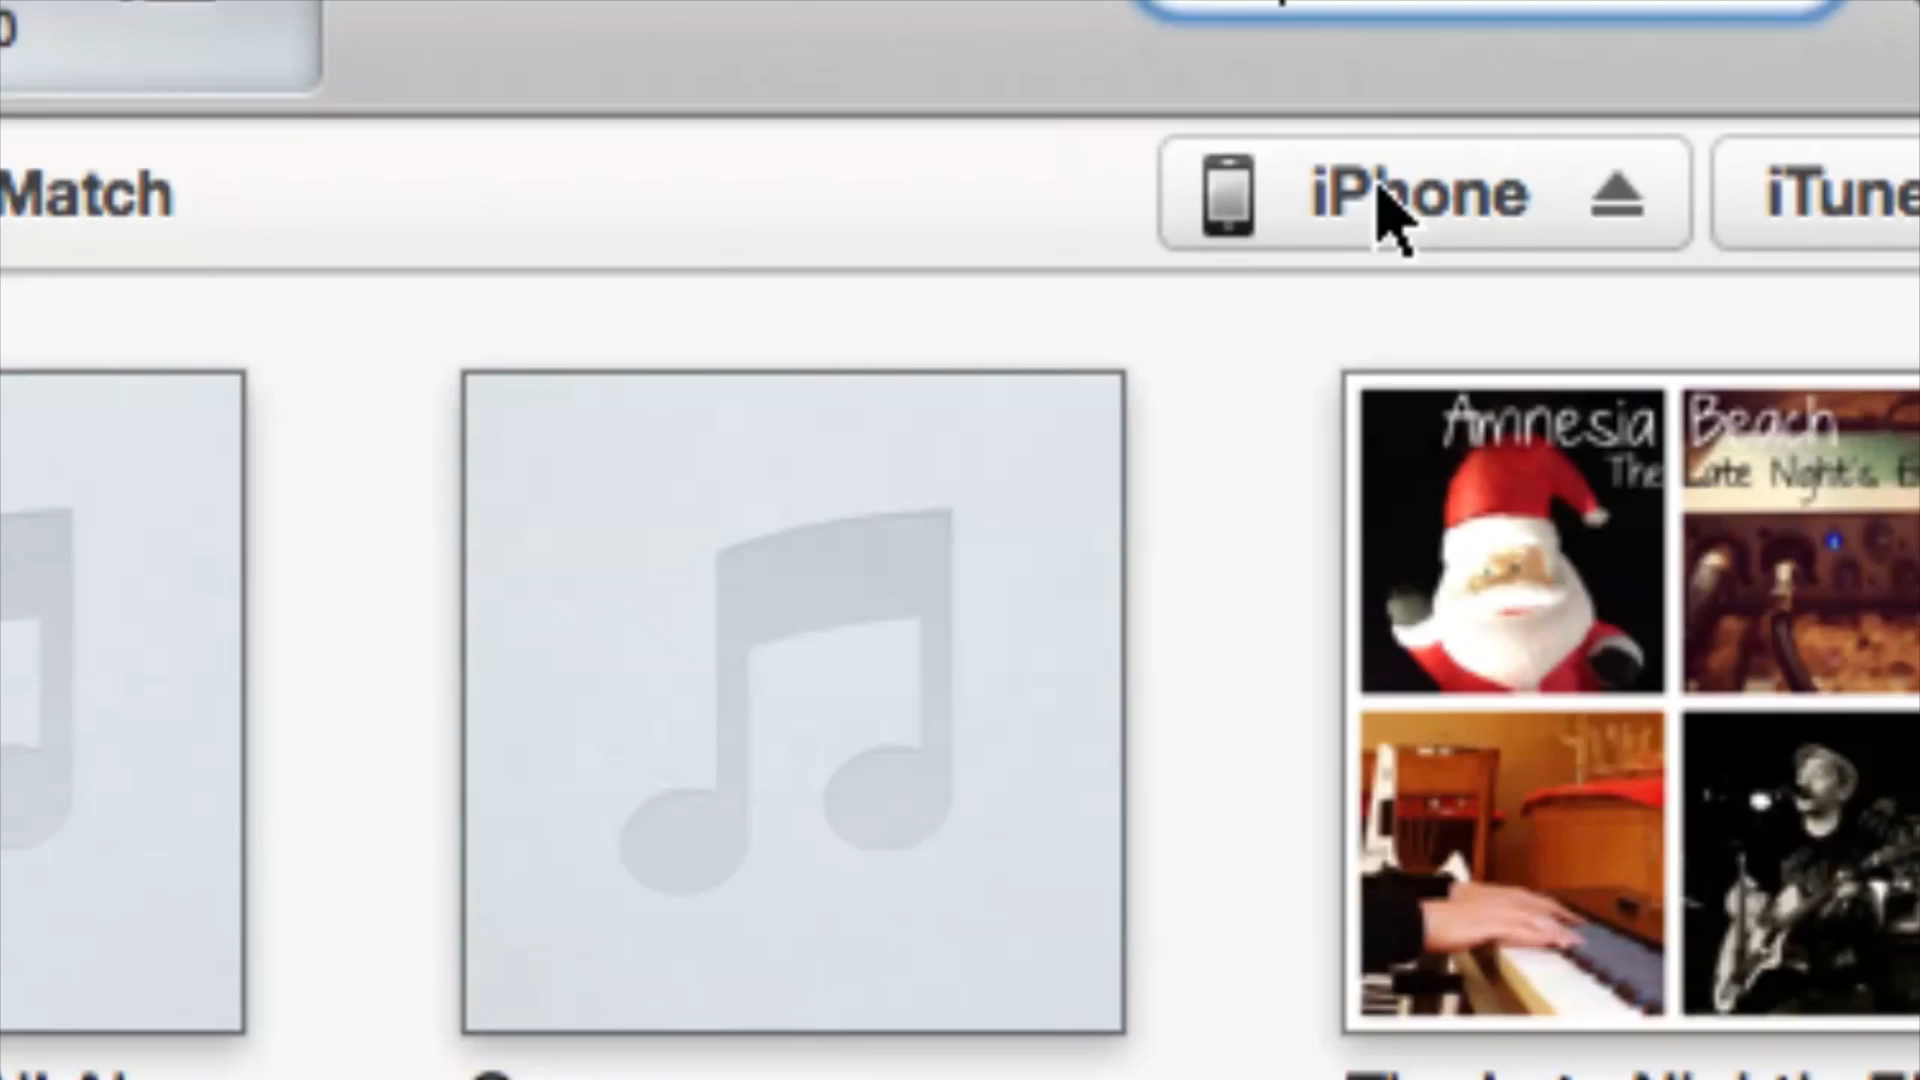 Match
iPhone
iTune
Amnesia Beach
The Late Night's E